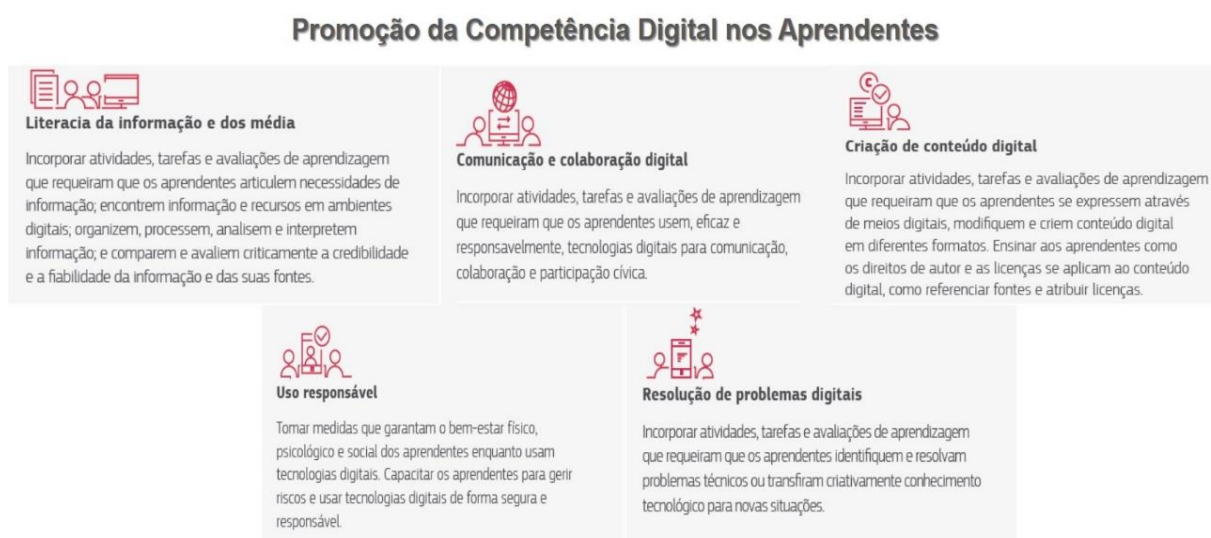 Promoção da Competência Digital nos Aprendentes
Literacia da informação e dos média
Incorporar atividades, tarefas e avaliações de aprendizagem
que requeiram que os aprendentes articulem necessidades de
informação; encontrem informação e recursos em ambientes
digitais; organizem, processem, analisem e interpretem
informação; e comparem e avaliem criticamente a credibilidade
e a fiabilidade da informação e das suas fontes.
Comunicação e colaboração digital
Incorporar atividades, tarefas e avaliações de aprendizagem
que requeiram que os aprendentes usem, eficaz e
responsavelmente, tecnologias digitais para comunicação,
colaboração e participação cívica.
C
Criação de conteúdo digital
Incorporar atividades, tarefas e avaliações de aprendizagem
que requeiram que os aprendentes se expressem através
de meios digitais, modifiquem e criem conteúdo digital
em diferentes formatos. Ensinar aos aprendentes como
os direitos de autor e as licenças se aplicam ao conteúdo
digital, como referenciar fontes e atribuir licenças.
Uso responsável
Tomar medidas que garantam o bem-estar físico,
psicológico e social dos aprendentes enquanto usam
tecnologias digitais. Capacitar os aprendentes para gerir
riscos e usar tecnologias digitais de forma segura e
responsável.
Resolução de problemas digitais
Incorporar atividades, tarefas e avaliações de aprendizagem
que requeiram que os aprendentes identifiquem e resolvam
problemas técnicos ou transfiram criativamente conhecimento
tecnológico para novas situações.